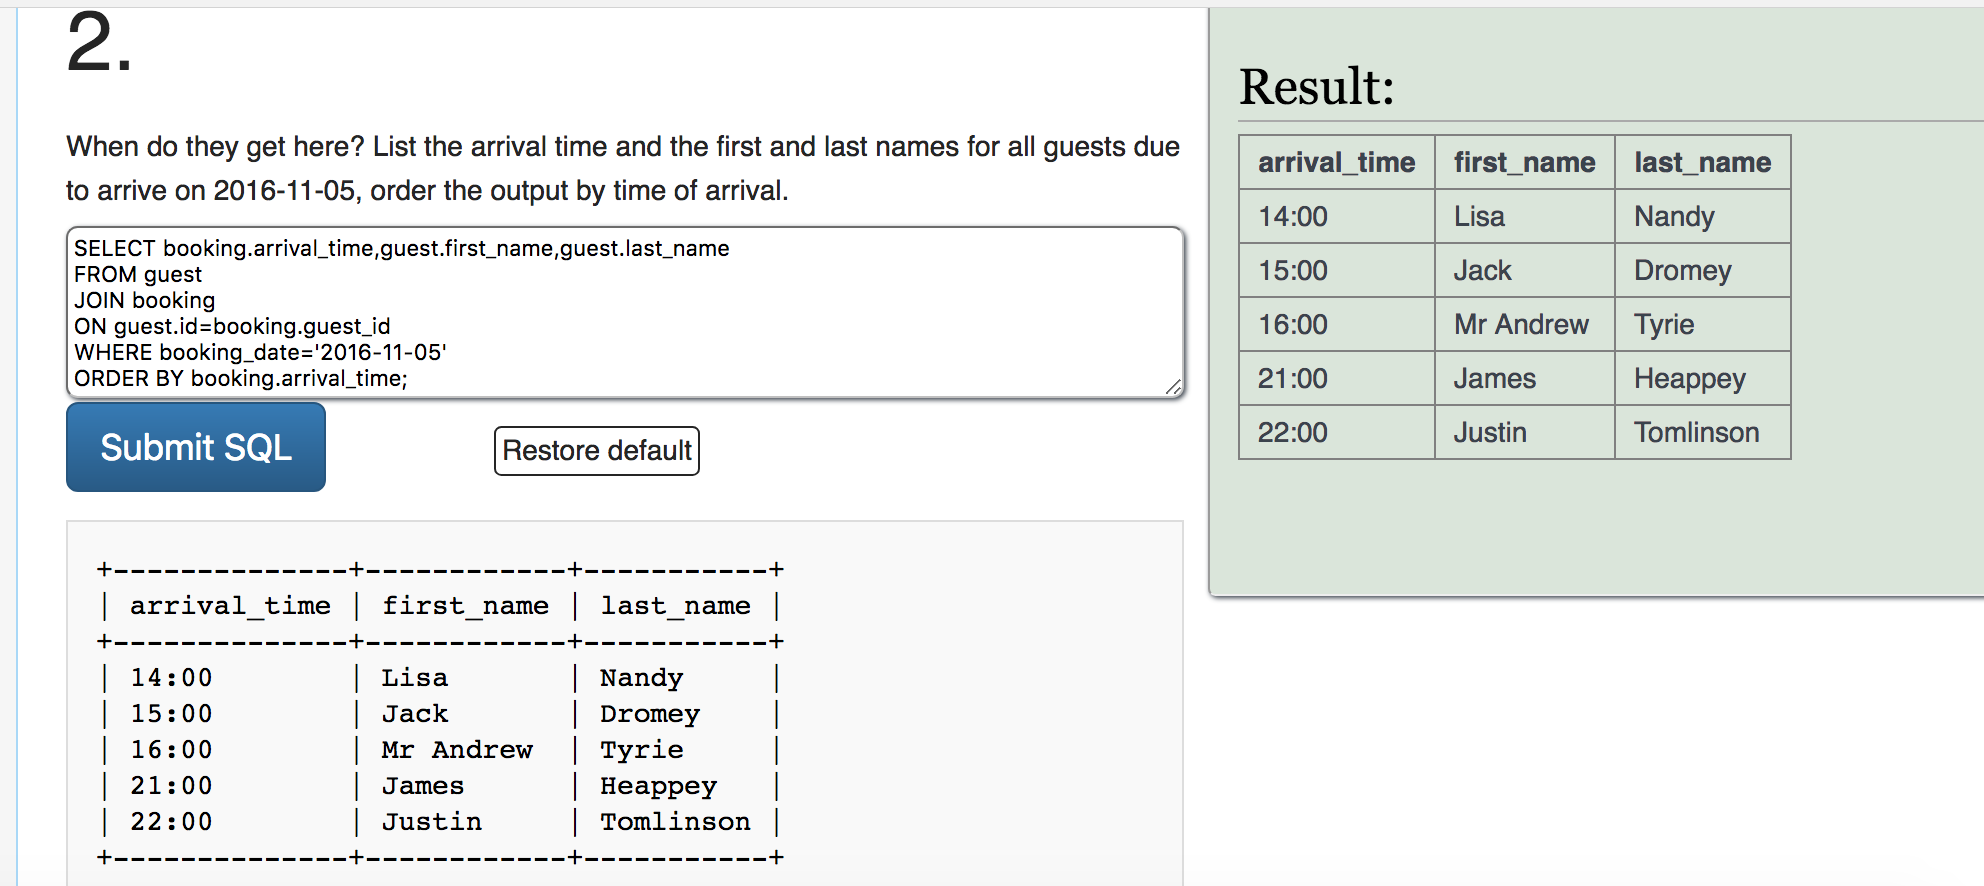 2.
When do they get here? List the arrival time and the first and last names for all guests due
to arrive on 2016-11-05, order the output by time of arrival.
SELECT booking.arrival_time,guest.first_name,guest.last_name
FROM guest
JOIN booking
ON guest.id=booking.guest_id
WHERE booking_date='2016-11-05'
ORDER BY booking.arrival_time;
Submit SQL
Restore default
+--------------+------------+-----------+
| arrival_time | first_name | last_name |
+--------------+------------+-----------+
| 14:00        | Lisa       | Nandy     |
| 15:00        | Jack       | Dromey    |
| 16:00        | Mr Andrew  | Tyrie     |
| 21:00        | James      | Heappey   |
| 22:00        | Justin     | Tomlinson |
+--------------+------------+-----------+
Result:
arrival_time first_name last_name
14:00 Lisa Nandy
15:00 Jack Dromey
16:00 Mr Andrew Tyrie
21:00 James Heappey
22:00 Justin Tomlinson